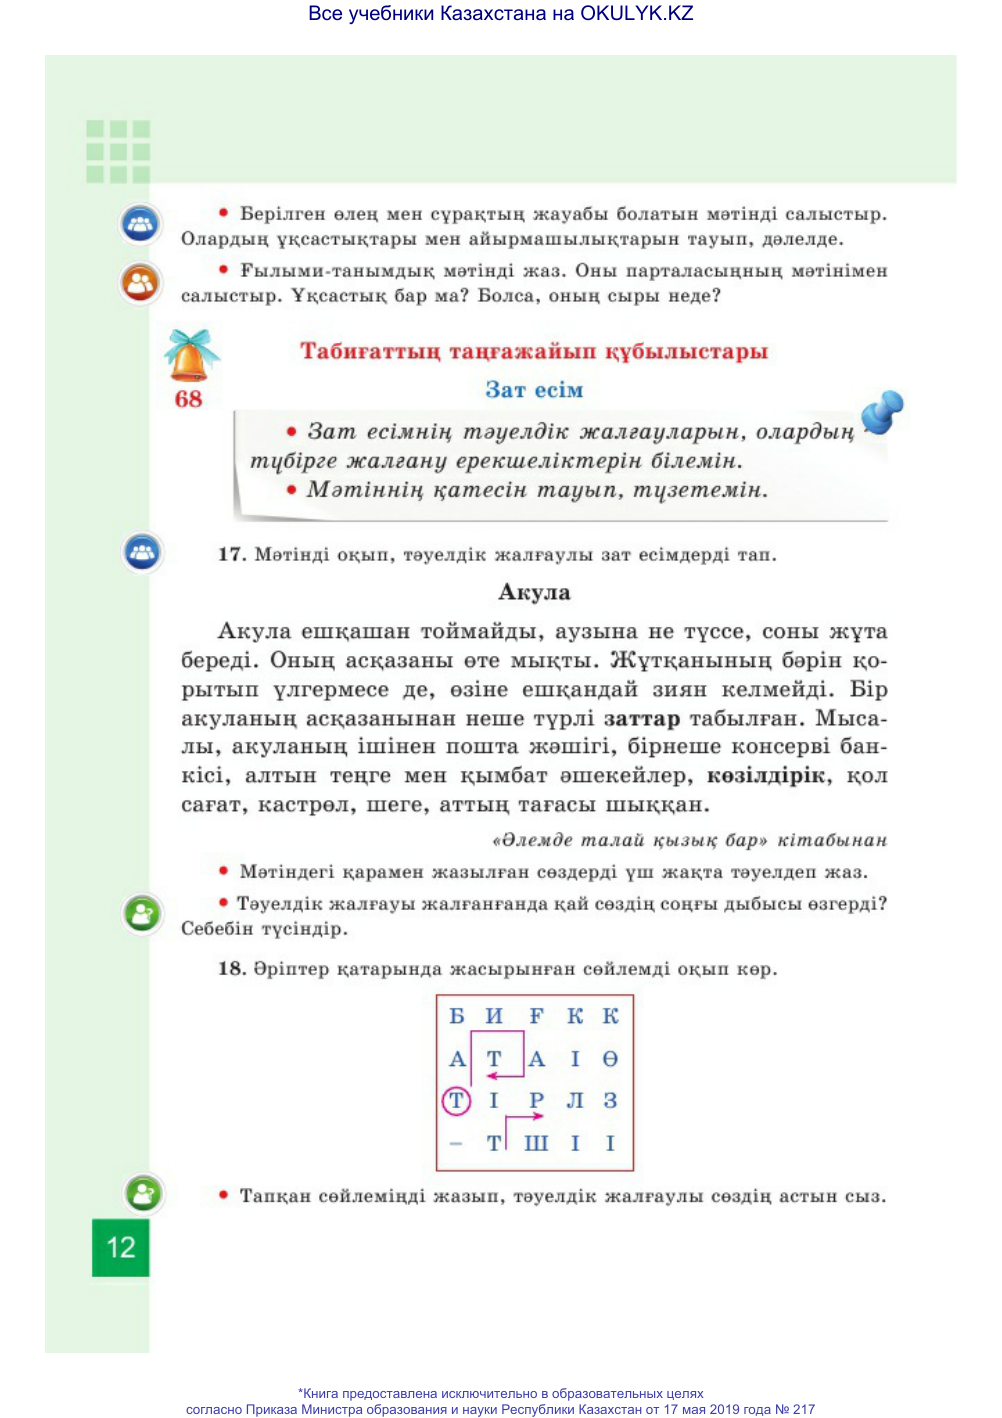 Все учебники Казахстана на OKULYK.KZ
• Берілген өлең мен сұрақтың жауабы болатын мәтінді салыстыр.
Олардың ұқсастықтары мен айырмашылықтарын тауып, дәлелде.
• Ғылыми-танымдық мәтінді жаз. Оны парталасыңның мәтінімен
салыстыр. Ұқсастық бар ма? Болса, оның сыры неде?
Табиғаттың таңғажайып құбылыстары
68
Зат есім
• Зат есімнің тәуелдік жалғауларын, олардың
түбірге жалғану ерекшеліктерін білемін.
• Мәтіннің қатесін тауып, түзетемін.
17. Мәтінді оқып, тәуелдік жалғаулы зат есімдерді тап.
Акула
Акула ешқашан тоймайды, аузына не түссе, соны жұта
береді. Оның асқазаны өте мықты. Жұтқанының бәрін қо-
рытып үлгермесе де, өзіне ешқандай зиян келмейді. Бір
акуланың асқазанынан неше түрлі заттар табылған. Мыса-
лы, акуланың ішінен пошта жәшігі, бірнеше консерві бан-
кісі, алтын теңге мен қымбат әшекейлер, көзілдірік, қол
сағат, кастрөл, шеге, аттың тағасы шыққан.
«Әлемде талай қызық бар» кітабынан
• Мәтіндегі қарамен жазылған сөздерді үш жақта тәуелдеп жаз.
• Тәуелдік жалғауы жалғанғанда қай сөздің соңғы дыбысы өзгерді?
Себебін түсіндір.
18. Әріптер қатарында жасырынған сөйлемді оқып көр.
Б И Ғ К К
А Т А І Ө
Т І Р Л З
– Т Ш І І
• Тапқан сөйлеміңді жазып, тәуелдік жалғаулы сөздің астын сыз.
12
*Книга предоставлена исключительно в образовательных целях
согласно Приказа Министра образования и науки Республики Казахстан от 17 мая 2019 года № 217